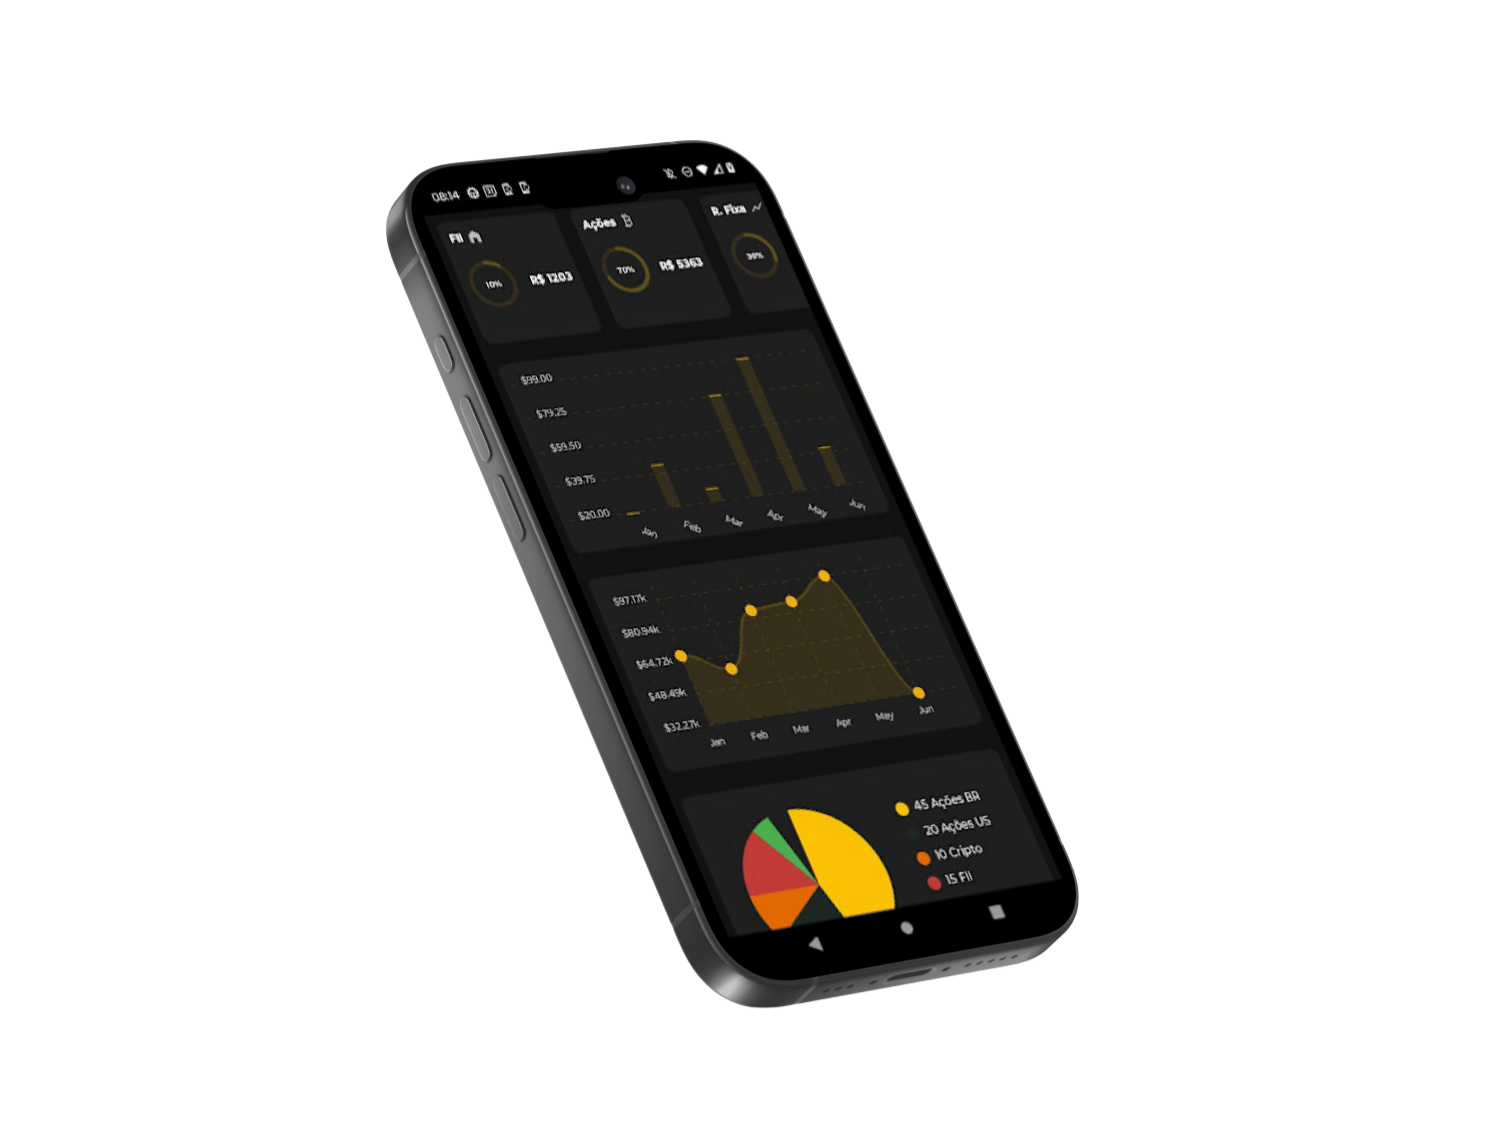 08:14
FII
10%
R$ 1203
Ações
70%
R$ 5363
R. Fixa
$99.00
$79.25
$59.50
$39.75
$20.00
Jan Feb Mar Apr May Jun
$97.17k
$80.94k
$64.72k
$48.49k
$32.27k
Jan Feb Mar Apr May Jun
45 Ações BR
20 Ações US
10 Cripto
15 FII